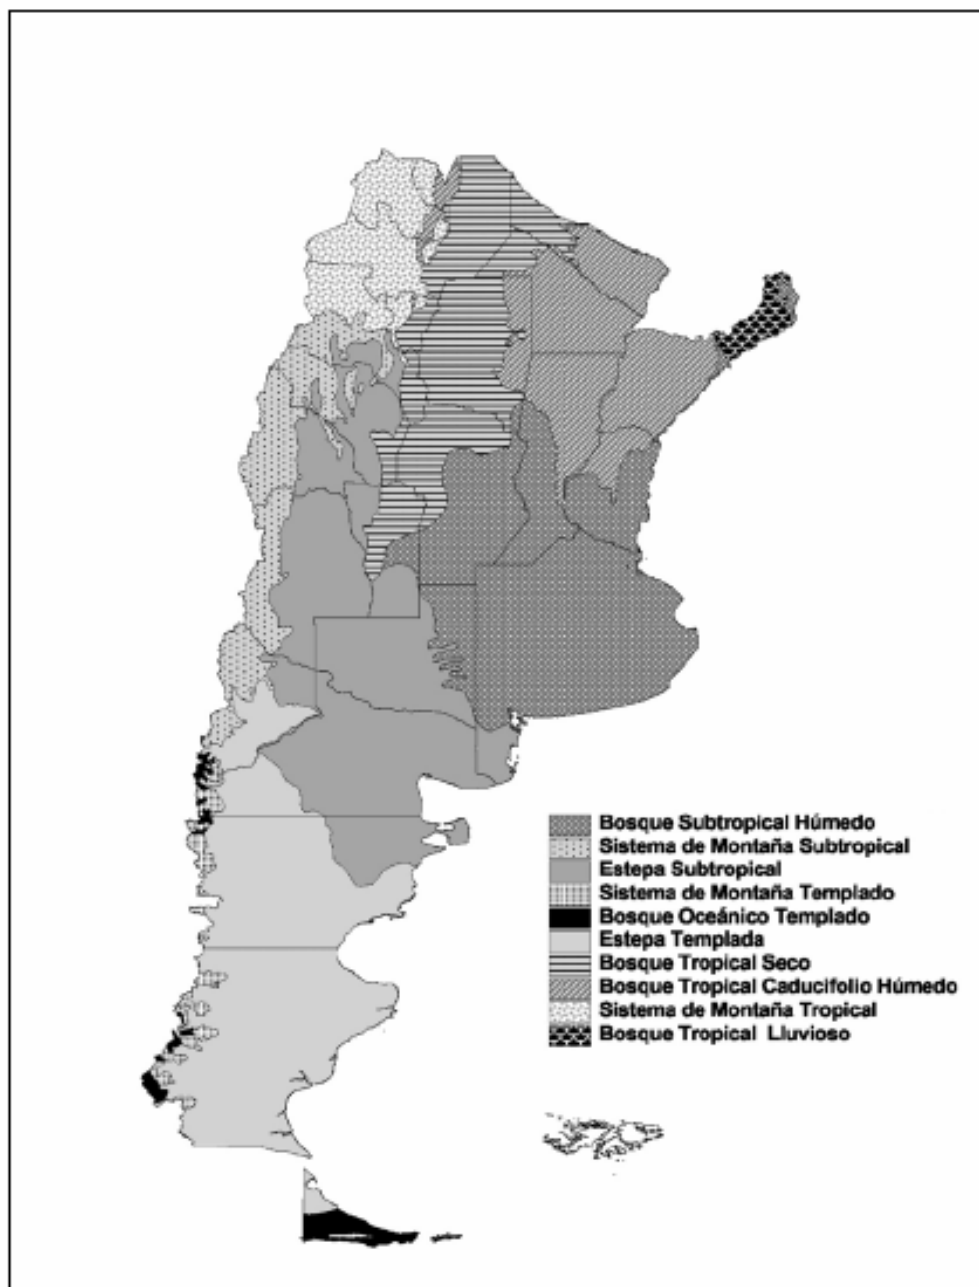 Bosque Subtropical Húmedo
Sistema de Montaña Subtropical
Estepa Subtropical
Sistema de Montaña Templado
Bosque Oceánico Templado
Estepa Templada
Bosque Tropical Seco
Bosque Tropical Caducifolio Húmedo
Sistema de Montaña Tropical
Bosque Tropical Lluvioso